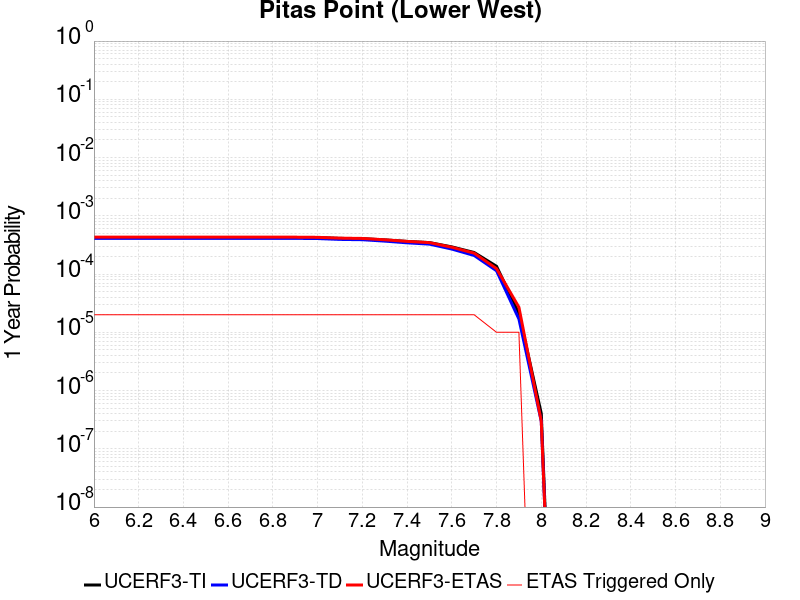 Pitas Point (Lower West)
10 0
10 -1
10 -2
10 -3
10 -4
10 -5
10 -6
10 -7
10 -8
1 Year Probability
6 6.2 6.4 6.6 6.8 7 7.2 7.4 7.6 7.8 8 8.2 8.4 8.6 8.8 9
Magnitude
UCERF3-TI UCERF3-TD UCERF3-ETAS ETAS Triggered Only